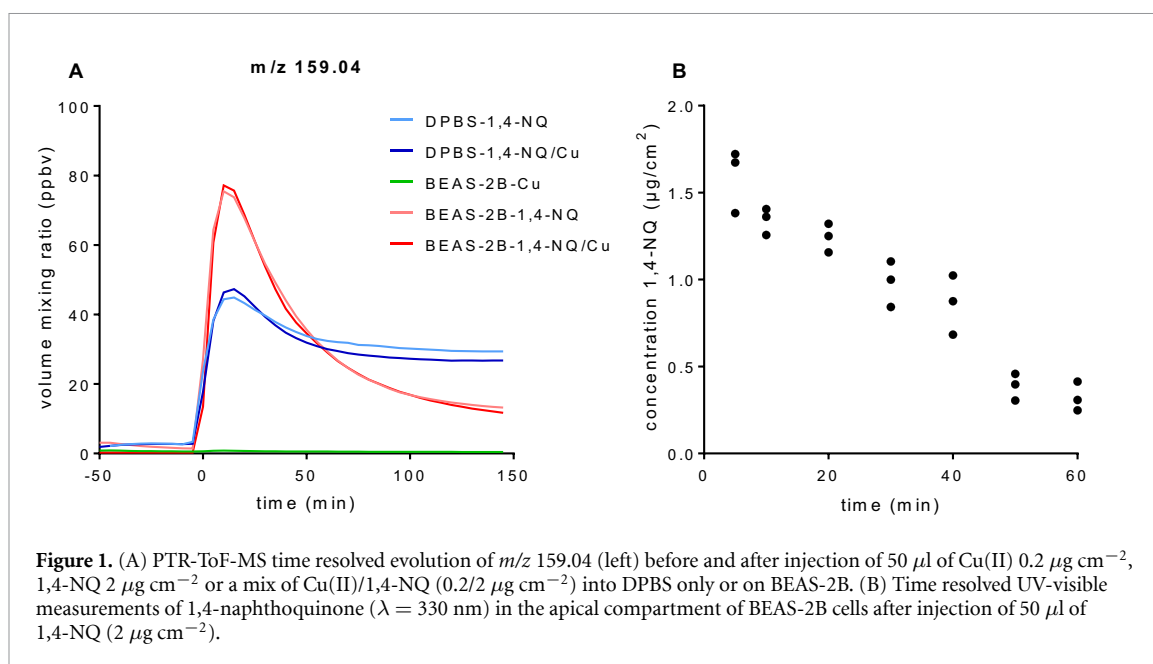 A
m/z 159.04
volume mixing ratio (ppbv)
100
80
60
40
20
0
-50
0
50
100
150
time (min)
DPBS-1,4-NQ
DPBS-1,4-NQ/Cu
BEAS-2B-Cu
BEAS-2B-1,4-NQ
BEAS-2B-1,4-NQ/Cu
B
concentration 1,4-NQ (µg/cm²)
2.0
1.5
1.0
0.5
0.0
0
20
40
60
time (min)
Figure 1. (A) PTR-ToF-MS time resolved evolution of m/z 159.04 (left) before and after injection of 50 µl of Cu(II) 0.2 µg cm⁻²,
1,4-NQ 2 µg cm⁻² or a mix of Cu(II)/1,4-NQ (0.2/2 µg cm⁻²) into DPBS only or on BEAS-2B. (B) Time resolved UV-visible
measurements of 1,4-naphthoquinone (λ = 330 nm) in the apical compartment of BEAS-2B cells after injection of 50 µl of
1,4-NQ (2 µg cm⁻²).